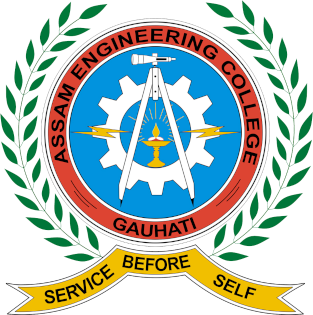 ASSAM ENGINEERING COLLEGE
GAUHATI
SERVICE BEFORE SELF